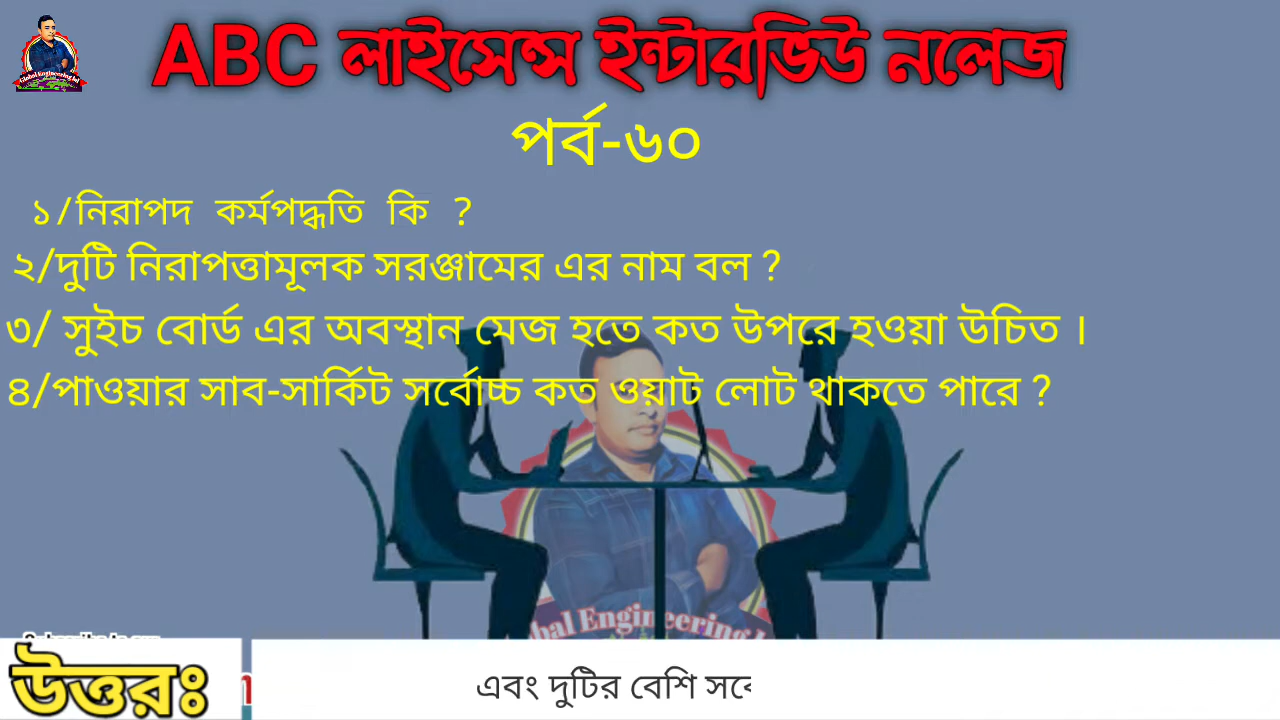 ABC লাইসেন্স ইন্টারভিউ নলেজ
পর্ব-৬০
১/নিরাপদ কর্মপদ্ধতি কি ?
২/দুটি নিরাপত্তামূলক সরঞ্জামের এর নাম বল ?
৩/ সুইচ বোর্ড এর অবস্থান মেজ হতে কত উপরে হওয়া উচিত ।
৪/পাওয়ার সাব-সার্কিট সর্বোচ্চ কত ওয়াট লোট থাকতে পারে ?
উত্তরঃ
এবং দুটির বেশি